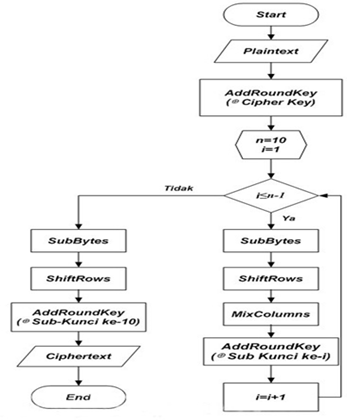 Start
Plaintext
AddRoundKey
(⊕ Cipher Key)
n=10
i=1
i≤n-1
Tidak
Ya
SubBytes
ShiftRows
AddRoundKey
(⊕ Sub-Kunci ke-10)
Ciphertext
End
SubBytes
ShiftRows
MixColumns
AddRoundKey
(⊕ Sub Kunci ke-i)
i=i+1